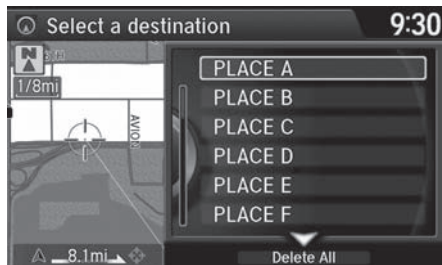 Select a destination
9:30
N
1/8mi
AVION
8.1mi
PLACE A
PLACE B
PLACE C
PLACE D
PLACE E
PLACE F
Delete All